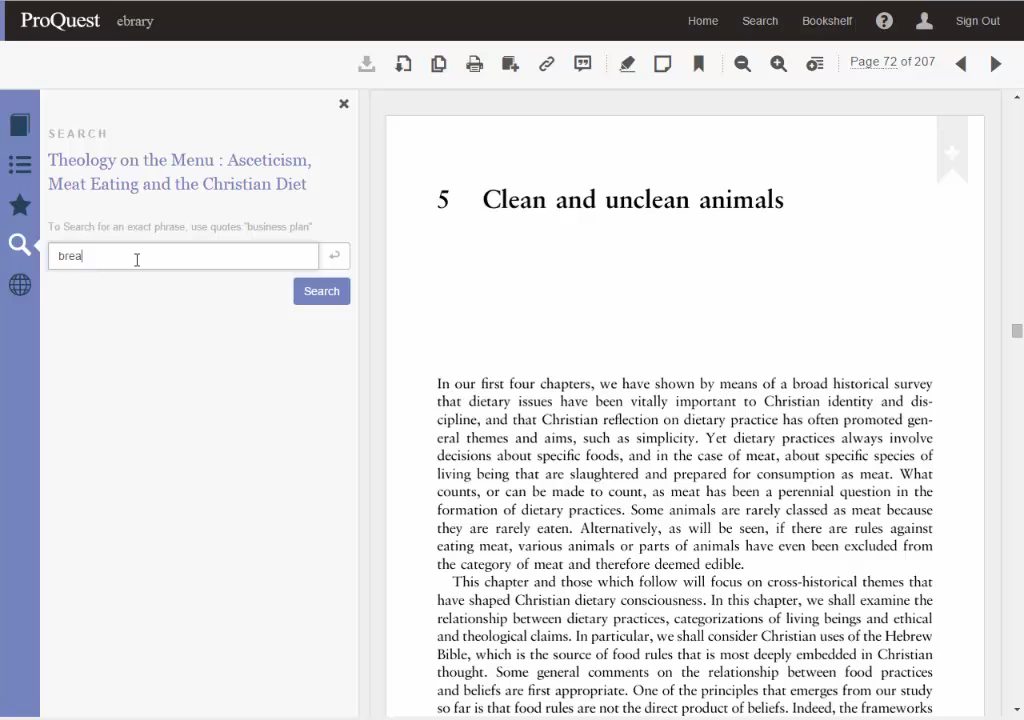 ProQuest ebrary Home Search Bookshelf ? Sign Out
Page 72 of 207
SEARCH
Theology on the Menu : Asceticism,
Meat Eating and the Christian Diet
To Search for an exact phrase, use quotes "business plan"
brea
Search
5 Clean and unclean animals
In our first four chapters, we have shown by means of a broad historical survey
that dietary issues have been vitally important to Christian identity and dis-
cipline, and that Christian reflection on dietary practice has often promoted gen-
eral themes and aims, such as simplicity. Yet dietary practices always involve
decisions about specific foods, and in the case of meat, about specific species of
living being that are slaughtered and prepared for consumption as meat. What
counts, or can be made to count, as meat has been a perennial question in the
formation of dietary practices. Some animals are rarely classed as meat because
they are rarely eaten. Alternatively, as will be seen, if there are rules against
eating meat, various animals or parts of animals have even been excluded from
the category of meat and therefore deemed edible.
This chapter and those which follow will focus on cross-historical themes that
have shaped Christian dietary consciousness. In this chapter, we shall examine the
relationship between dietary practices, categorizations of living beings and ethical
and theological claims. In particular, we shall consider Christian uses of the Hebrew
Bible, which is the source of food rules that is most deeply embedded in Christian
thought. Some general comments on the relationship between food practices
and beliefs are first appropriate. One of the principles that emerges from our study
so far is that food rules are not the direct product of beliefs. Indeed, the frameworks